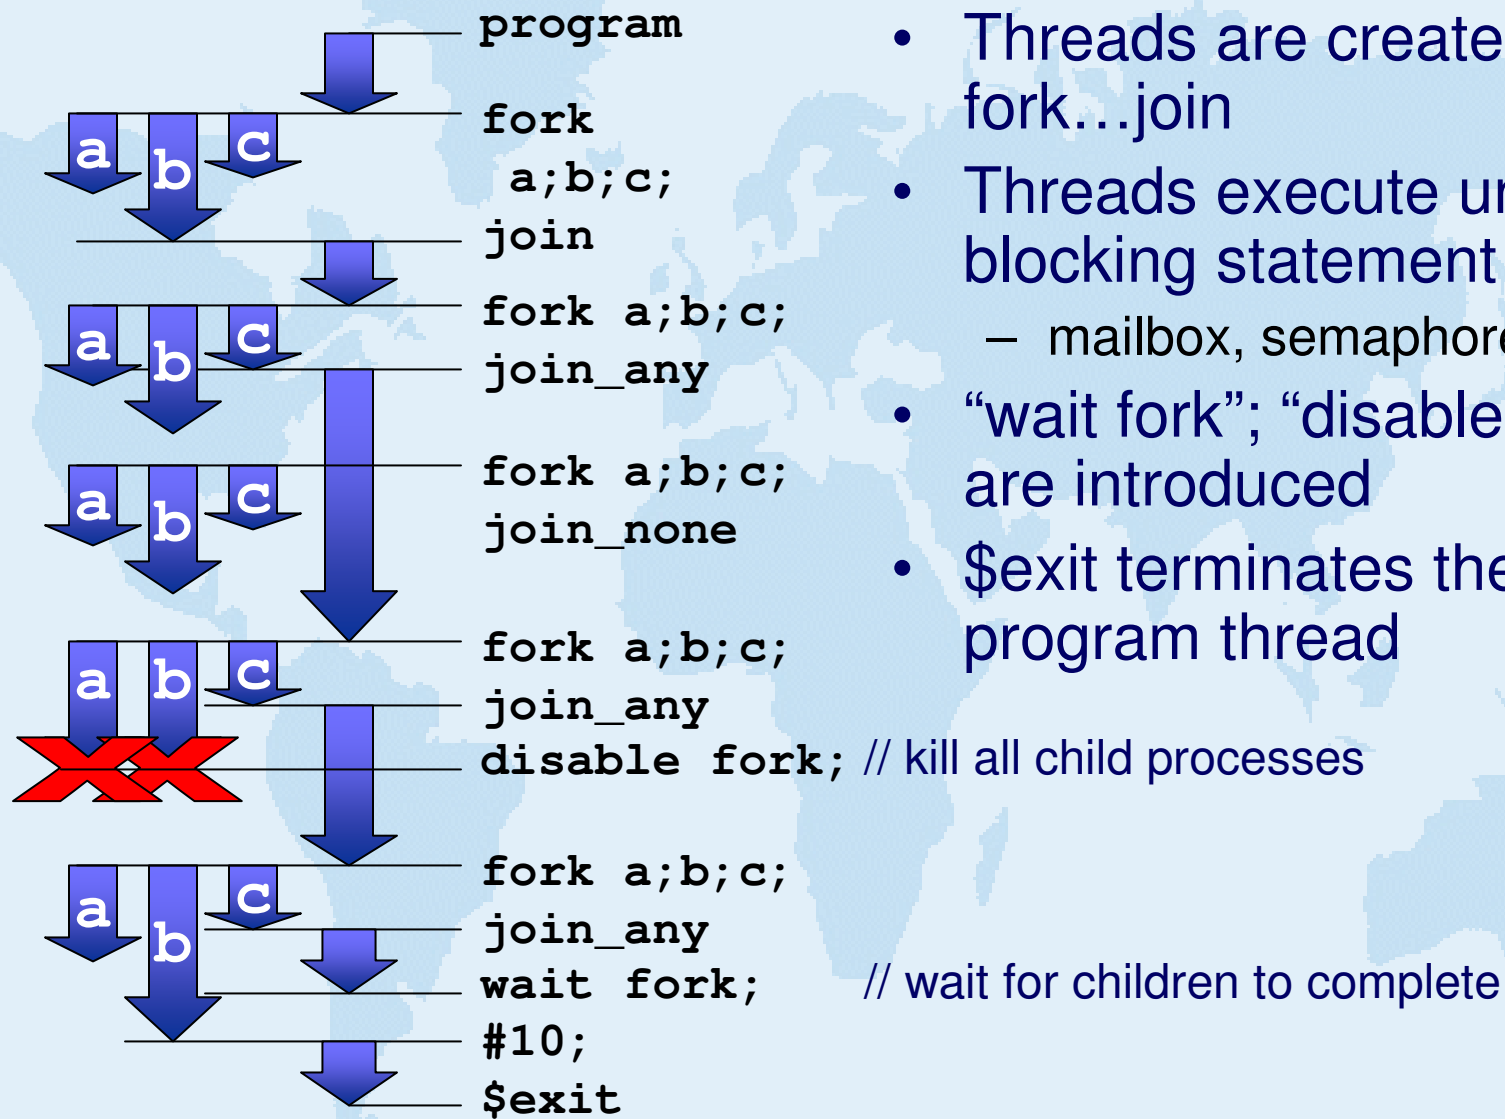 program
fork
a;b;c;
join
fork a;b;c;
join_any
fork a;b;c;
join_none
fork a;b;c;
join_any
disable fork; // kill all child processes
fork a;b;c;
join_any
wait fork; // wait for children to complete
#10;
$exit
a b c
a b c
a b c
a b c
a b c
• Threads are create
fork…join
• Threads execute
blocking statement
– mailbox, semaphore
• “wait fork”; “disable
are introduced
• $exit terminates the
program thread